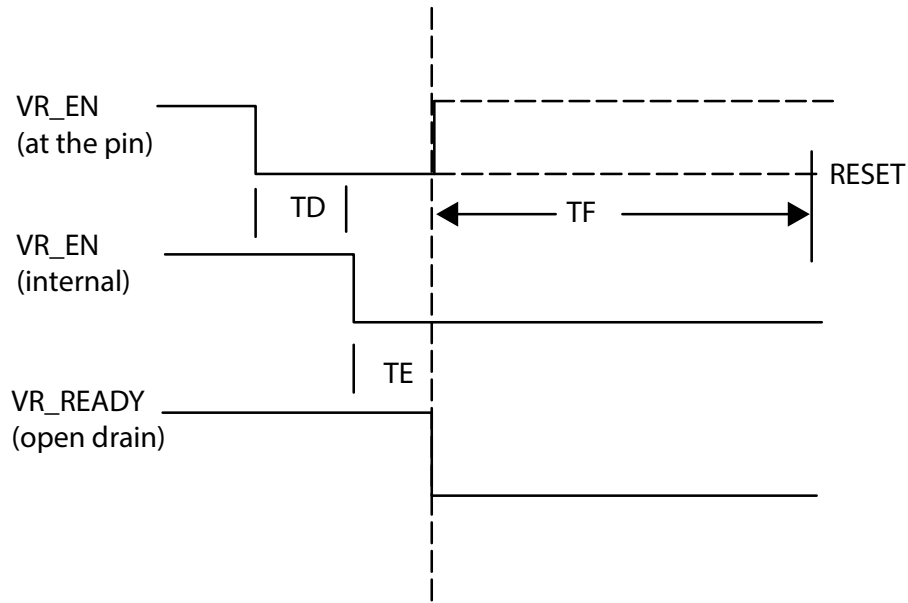 VR_EN
(at the pin)
RESET
TD
TF
VR_EN
(internal)
TE
VR_READY
(open drain)